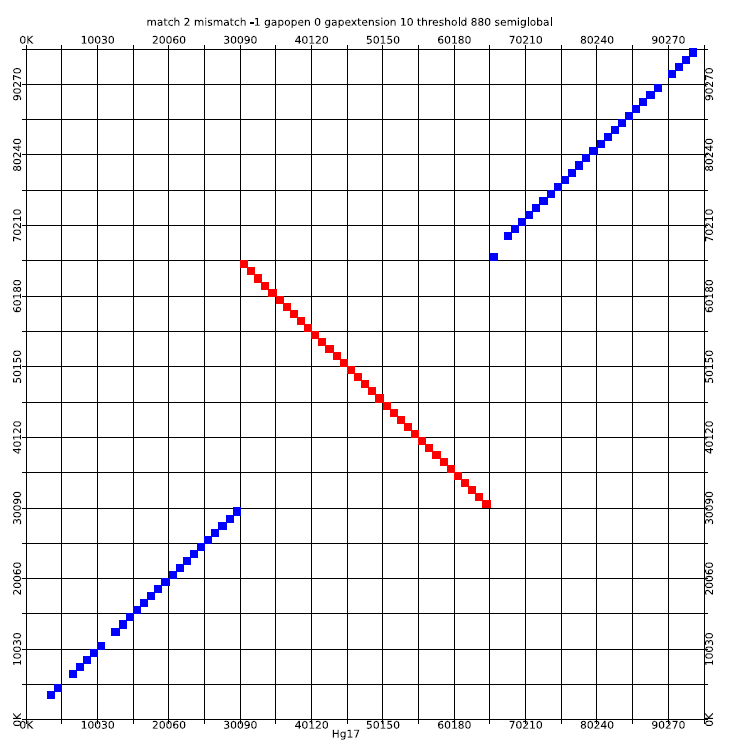 match 2 mismatch -1 gapopen 0 gapextension 10 threshold 880 semiglobal
0K 10030 20060 30090 40120 50150 60180 70210 80240 90270
90270 90270
80240 80240
70210 70210
60180 60180
50150 50150
40120 40120
30090 30090
20060 20060
10030 10030
0K 0K
0K 10030 20060 30090 40120 50150 60180 70210 80240 90270
Hg17